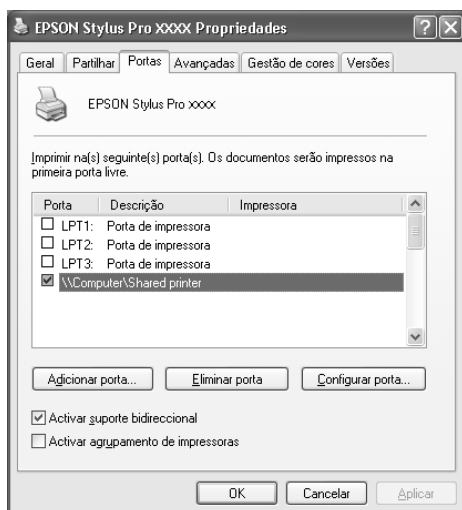 EPSON Stylus Pro XXXX Propriedades
Geral Partilhar Portas Avançadas Gestão de cores Versões
EPSON Stylus Pro xxxx
Imprimir na(s) seguinte(s) porta(s). Os documentos serão impressos na
primeira porta livre.
Porta Descrição Impressora
LPT1: Porta de impressora
LPT2: Porta de impressora
LPT3: Porta de impressora
\\Computer\Shared printer
Adicionar porta... Eliminar porta Configurar porta...
Activar suporte bidireccional
Activar agrupamento de impressoras
OK Cancelar Aplicar